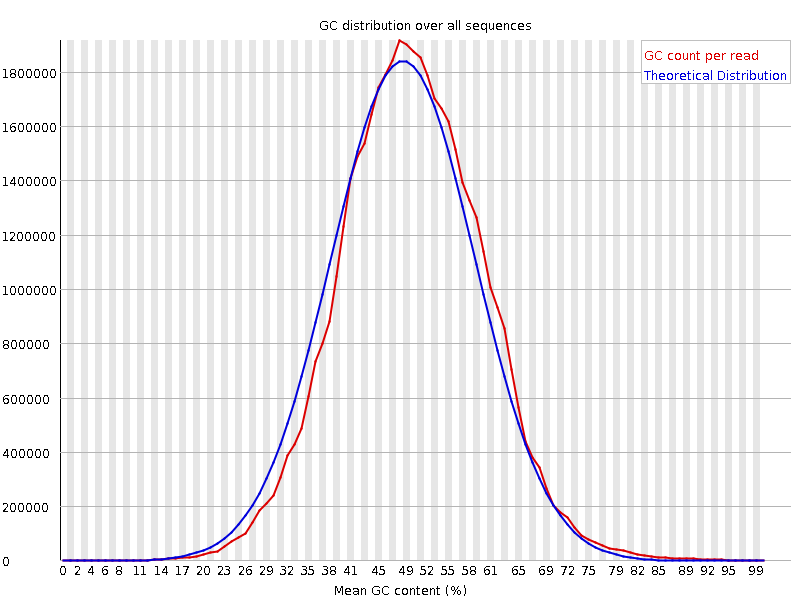 GC distribution over all sequences
GC count per read
Theoretical Distribution
1800000
1600000
1400000
1200000
1000000
800000
600000
400000
200000
0
0 2 4 6 8 11 14 17 20 23 26 29 32 35 38 41 45 49 52 55 58 61 65 69 72 75 79 82 85 89 92 95 99
Mean GC content (%)